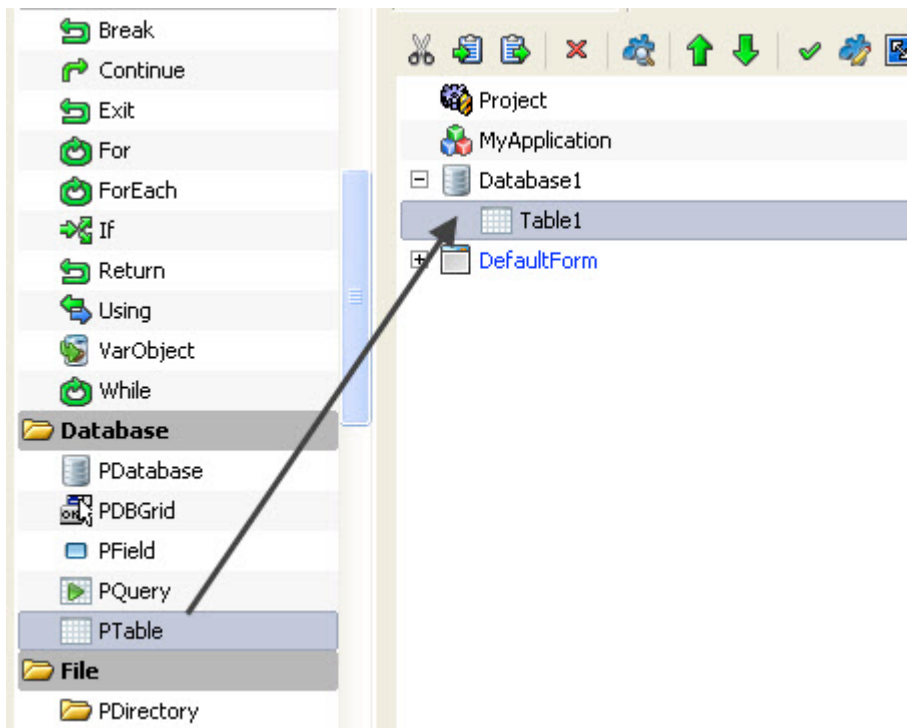 Break
Continue
Exit
For
ForEach
If
Return
Using
VarObject
While
Database
PDatabase
PDBGrid
PField
PQuery
PTable
File
PDirectory
Project
MyApplication
Database1
Table1
DefaultForm